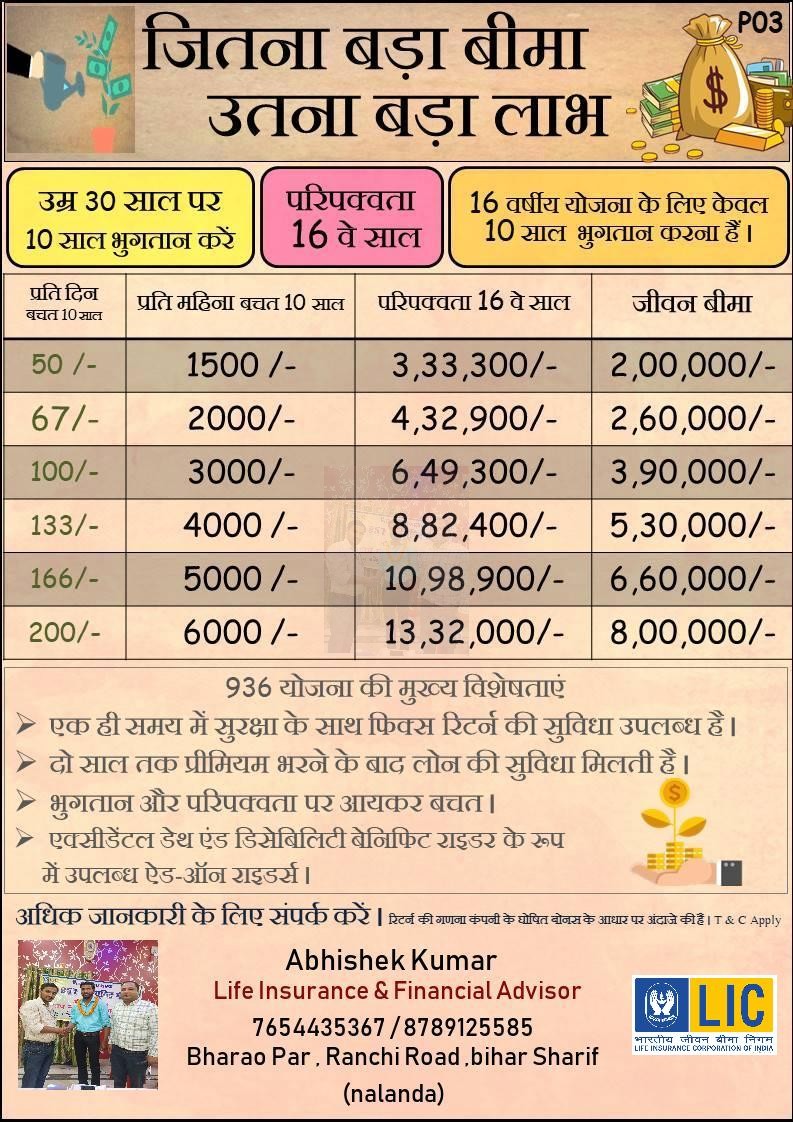 P03
जितना बड़ा बीमा
उतना बड़ा लाभ
उम्र 30 साल पर
10 साल भुगतान करें
परिपक्वता
16 वे साल
16 वर्षीय योजना के लिए केवल
10 साल भुगतान करना हैं।
प्रति दिन
बचत 10 साल
प्रति महिना बचत 10 साल
परिपक्वता 16 वे साल
जीवन बीमा
50 /- 1500 /- 3,33,300/- 2,00,000/-
67/- 2000/- 4,32,900/- 2,60,000/-
100/- 3000/- 6,49,300/- 3,90,000/-
133/- 4000 /- 8,82,400/- 5,30,000/-
166/- 5000 /- 10,98,900/- 6,60,000/-
200/- 6000 /- 13,32,000/- 8,00,000/-
936 योजना की मुख्य विशेषताएं
➢ एक ही समय में सुरक्षा के साथ फिक्स रिटर्न की सुविधा उपलब्ध है।
➢ दो साल तक प्रीमियम भरने के बाद लोन की सुविधा मिलती है।
➢ भुगतान और परिपक्वता पर आयकर बचत।
➢ एक्सीडेंटल डेथ एंड डिसेबिलिटी बेनिफिट राइडर के रूप
में उपलब्ध ऐड-ऑन राइडर्स।
अधिक जानकारी के लिए संपर्क करें। रिटर्न की गणना कंपनी के घोषित बोनस के आधार पर अंदाजे की है। T & C Apply
Abhishek Kumar
Life Insurance & Financial Advisor
7654435367 / 8789125585
Bharao Par , Ranchi Road ,bihar Sharif
(nalanda)
LIC
भारतीय जीवन बीमा निगम
LIFE INSURANCE CORPORATION OF INDIA